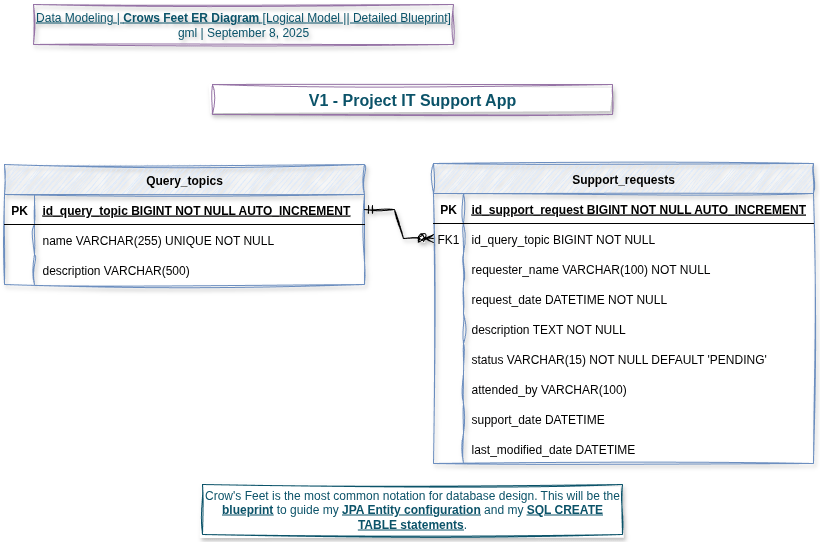 Data Modeling | Crows Feet ER Diagram [Logical Model || Detailed Blueprint]
gml | September 8, 2025
V1 - Project IT Support App
Query_topics
PK id_query_topic BIGINT NOT NULL AUTO_INCREMENT
name VARCHAR(255) UNIQUE NOT NULL
description VARCHAR(500)
Support_requests
PK id_support_request BIGINT NOT NULL AUTO_INCREMENT
FK1 id_query_topic BIGINT NOT NULL
requester_name VARCHAR(100) NOT NULL
request_date DATETIME NOT NULL
description TEXT NOT NULL
status VARCHAR(15) NOT NULL DEFAULT 'PENDING'
attended_by VARCHAR(100)
support_date DATETIME
last_modified_date DATETIME
Crow's Feet is the most common notation for database design. This will be the
blueprint to guide my JPA Entity configuration and my SQL CREATE
TABLE statements.